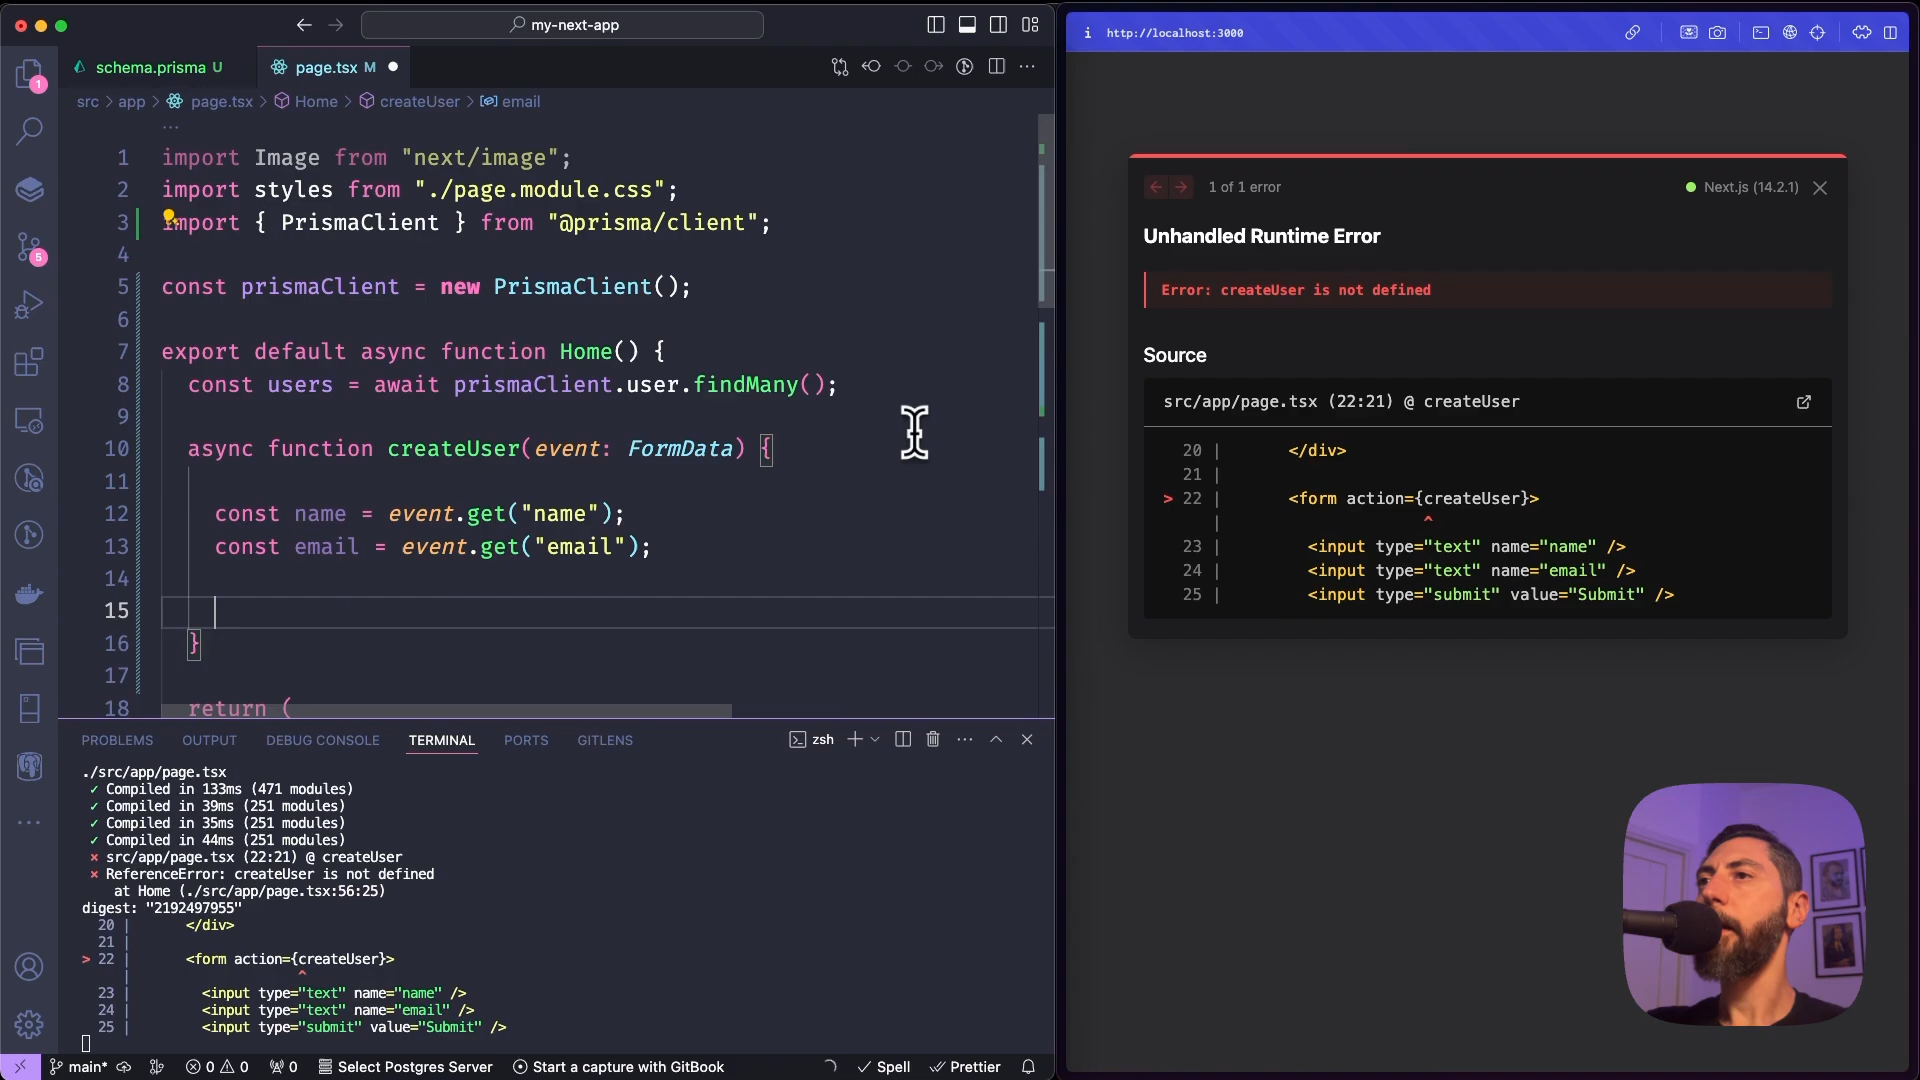 my-next-app
schema.prisma U
page.tsx M
src > app > page.tsx > Home > createUser > email
...
1 import Image from "next/image";
2 import styles from "./page.module.css";
3 import { PrismaClient } from "@prisma/client";
4
5 const prismaClient = new PrismaClient();
6
7 export default async function Home() {
8 const users = await prismaClient.user.findMany();
9
10 async function createUser(event: FormData) {
11
12 const name = event.get("name");
13 const email = event.get("email");
14
15
16 }
17
18 return (
1
5
PROBLEMS OUTPUT DEBUG CONSOLE TERMINAL PORTS GITLENS
zsh
./src/app/page.tsx
✓ Compiled in 133ms (471 modules)
✓ Compiled in 39ms (251 modules)
✓ Compiled in 35ms (251 modules)
✓ Compiled in 44ms (251 modules)
⨯ src/app/page.tsx (22:21) @ createUser
⨯ ReferenceError: createUser is not defined
at Home (./src/app/page.tsx:56:25)
digest: "2192497955"
20 | </div>
21 |
> 22 | <form action={createUser}>
| ^
23 | <input type="text" name="name" />
24 | <input type="text" name="email" />
25 | <input type="submit" value="Submit" />
main* 0 0 0 Select Postgres Server Start a capture with GitBook Spell Prettier
http://localhost:3000
1 of 1 error
Next.js (14.2.1)
Unhandled Runtime Error
Error: createUser is not defined
Source
src/app/page.tsx (22:21) @ createUser
20 | </div>
21 |
> 22 | <form action={createUser}>
| ^
23 | <input type="text" name="name" />
24 | <input type="text" name="email" />
25 | <input type="submit" value="Submit" />